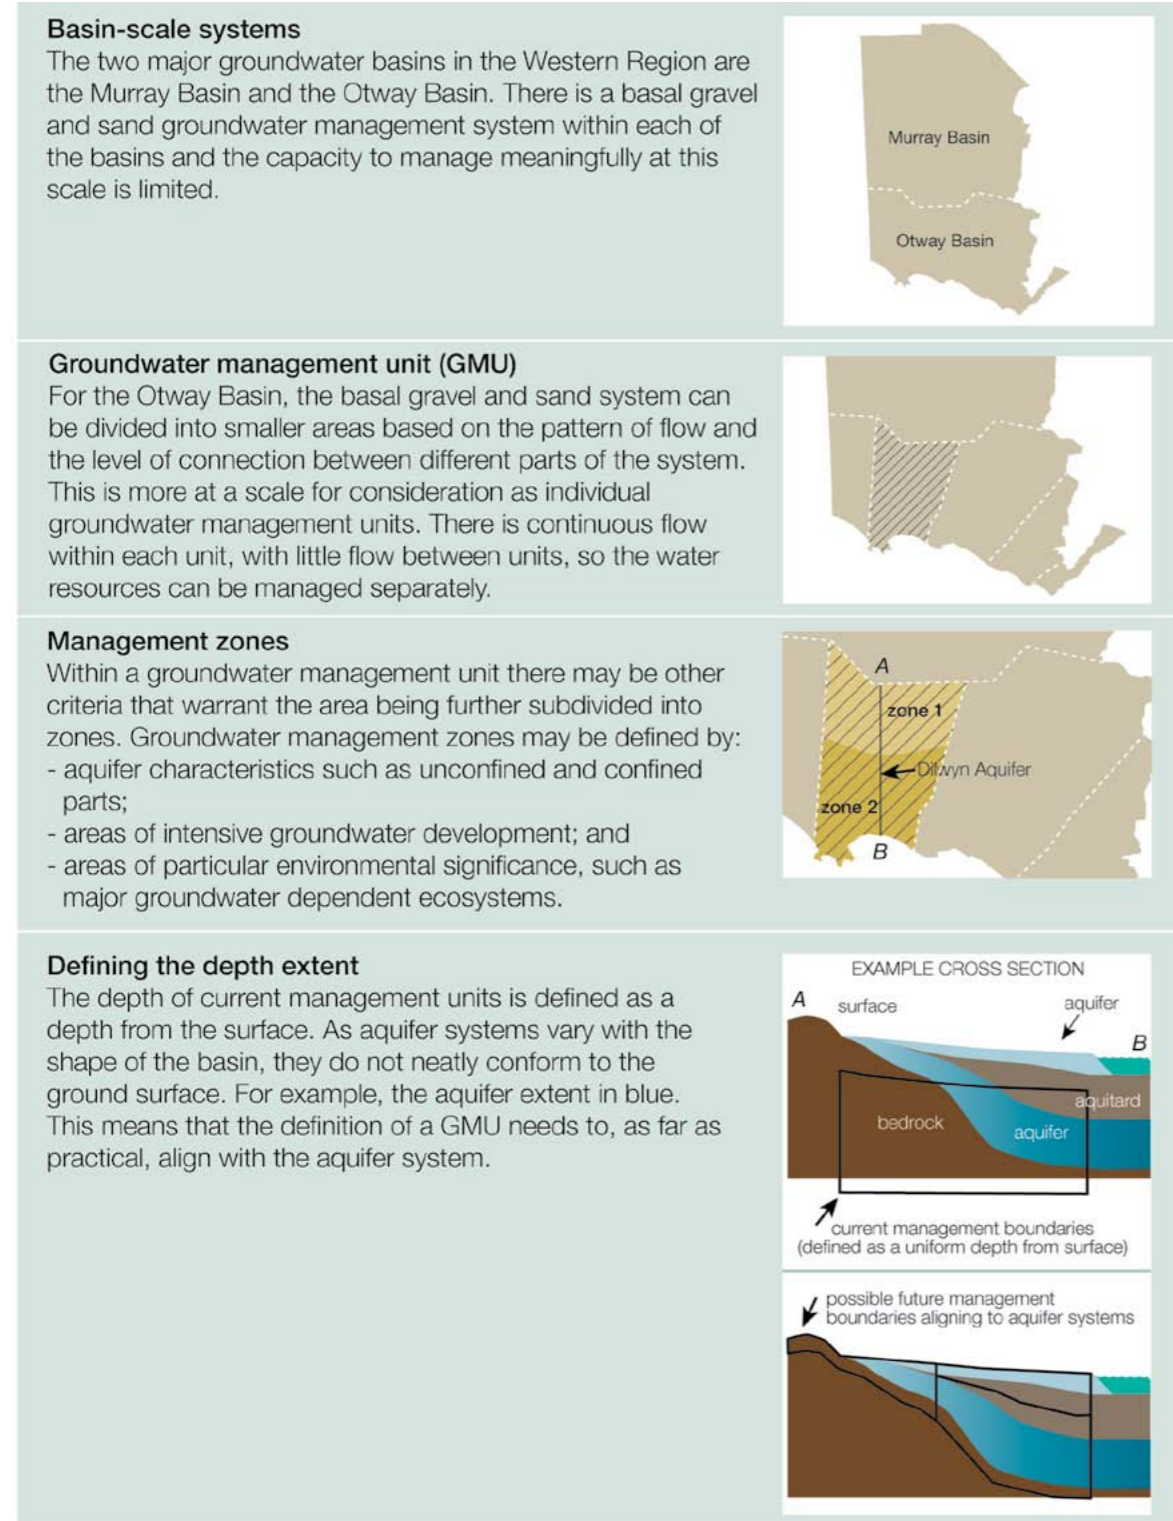 Basin-scale systems
The two major groundwater basins in the Western Region are
the Murray Basin and the Otway Basin. There is a basal gravel
and sand groundwater management system within each of
the basins and the capacity to manage meaningfully at this
scale is limited.
Murray Basin
Otway Basin
Groundwater management unit (GMU)
For the Otway Basin, the basal gravel and sand system can
be divided into smaller areas based on the pattern of flow and
the level of connection between different parts of the system.
This is more at a scale for consideration as individual
groundwater management units. There is continuous flow
within each unit, with little flow between units, so the water
resources can be managed separately.
Management zones
Within a groundwater management unit there may be other
criteria that warrant the area being further subdivided into
zones. Groundwater management zones may be defined by:
- aquifer characteristics such as unconfined and confined
parts;
- areas of intensive groundwater development; and
- areas of particular environmental significance, such as
major groundwater dependent ecosystems.
A
zone 1
Dilwyn Aquifer
zone 2
B
Defining the depth extent
The depth of current management units is defined as a
depth from the surface. As aquifer systems vary with the
shape of the basin, they do not neatly conform to the
ground surface. For example, the aquifer extent in blue.
This means that the definition of a GMU needs to, as far as
practical, align with the aquifer system.
EXAMPLE CROSS SECTION
A
surface
aquifer
B
aquitard
bedrock
aquifer
current management boundaries
(defined as a uniform depth from surface)
possible future management
boundaries aligning to aquifer systems